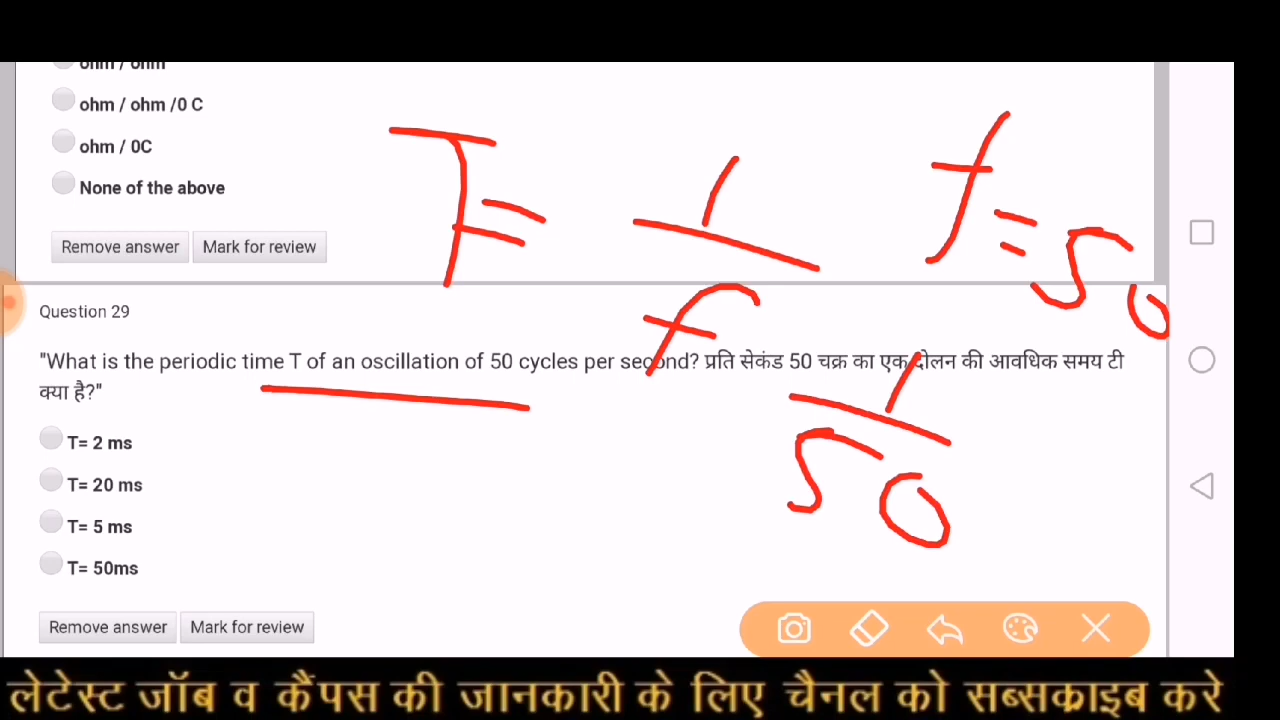 ohm / ohm
ohm / ohm /0 C
ohm / 0C
None of the above
Remove answer Mark for review
T = 1/f
f = 50
Question 29
"What is the periodic time T of an oscillation of 50 cycles per second? प्रति सेकंड 50 चक्र का एक दोलन की आवधिक समय टी
क्या है?"
1/50
T= 2 ms
T= 20 ms
T= 5 ms
T= 50ms
Remove answer Mark for review
लेटेस्ट जॉब व कैंपस की जानकारी के लिए चैनल को सब्सक्राइब करे